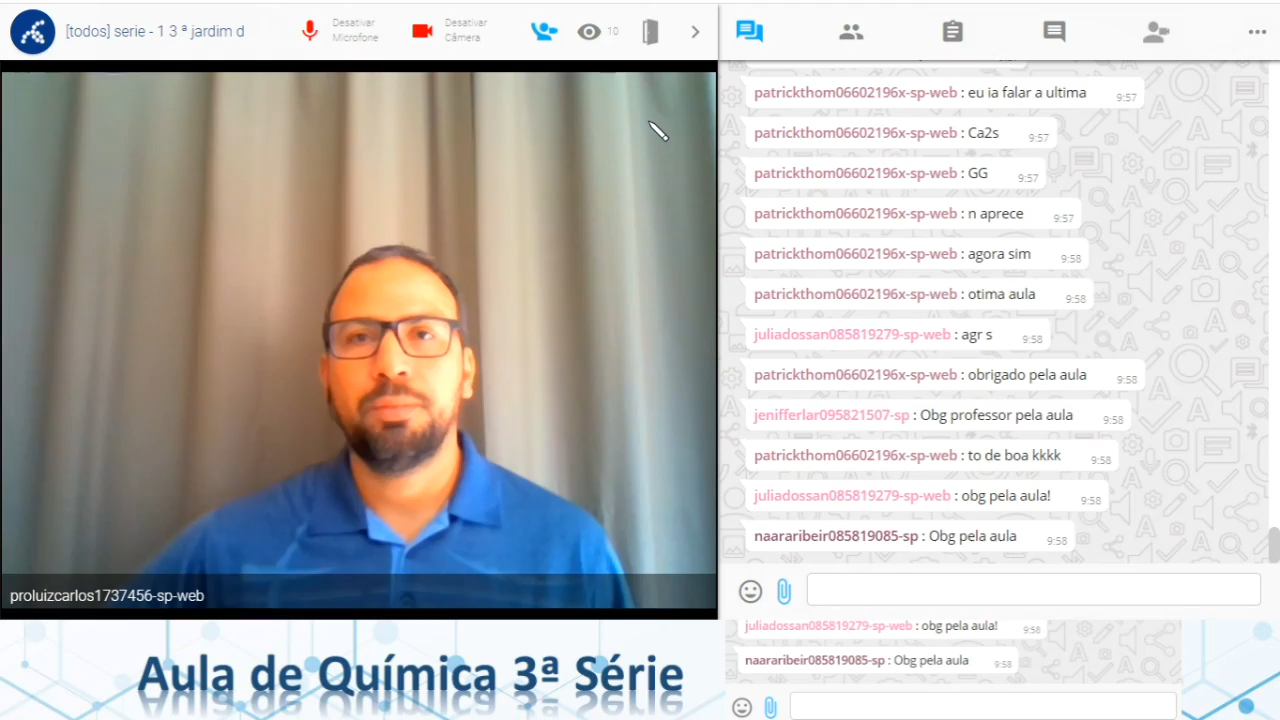 [todos] serie - 1 3 ª jardim d
Desativar
Microfone
Desativar
Câmera
10
patrickthom06602196x-sp-web : eu ia falar a ultima 9:57
patrickthom06602196x-sp-web : Ca2s 9:57
patrickthom06602196x-sp-web : GG 9:57
patrickthom06602196x-sp-web : n aprece 9:57
patrickthom06602196x-sp-web : agora sim 9:58
patrickthom06602196x-sp-web : otima aula 9:58
juliadossan085819279-sp-web : agr s 9:58
patrickthom06602196x-sp-web : obrigado pela aula 9:58
jenifferlar095821507-sp : Obg professor pela aula 9:58
patrickthom06602196x-sp-web : to de boa kkkk 9:58
juliadossan085819279-sp-web : obg pela aula! 9:58
naararibeir085819085-sp : Obg pela aula 9:58
proluizcarlos1737456-sp-web
juliadossan085819279-sp-web : obg pela aula! 9:58
naararibeir085819085-sp : Obg pela aula 9:58
Aula de Química 3ª Série